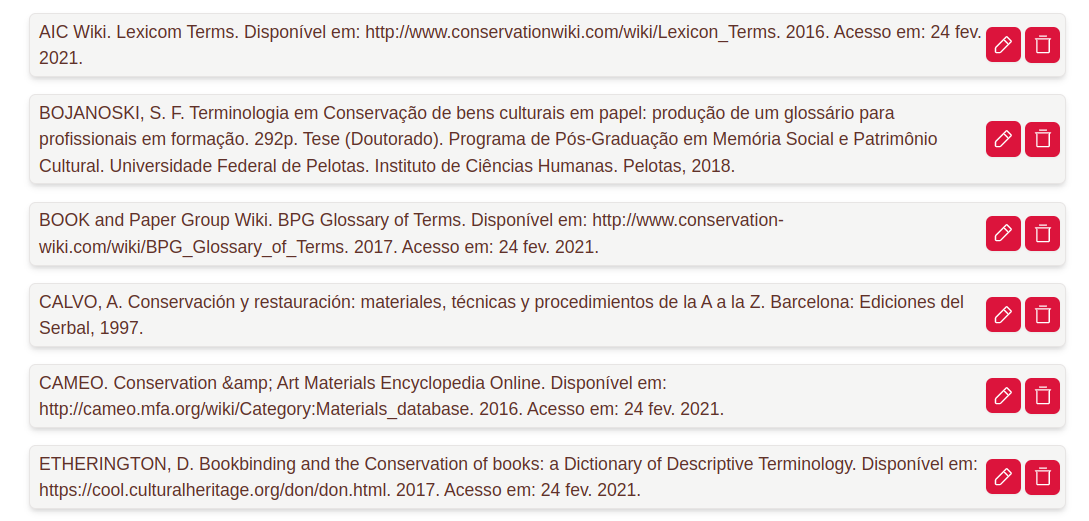 AIC Wiki. Lexicom Terms. Disponível em: http://www.conservationwiki.com/wiki/Lexicon_Terms. 2016. Acesso em: 24 fev.
2021.
BOJANOSKI, S. F. Terminologia em Conservação de bens culturais em papel: produção de um glossário para
profissionais em formação. 292p. Tese (Doutorado). Programa de Pós-Graduação em Memória Social e Patrimônio
Cultural. Universidade Federal de Pelotas. Instituto de Ciências Humanas. Pelotas, 2018.
BOOK and Paper Group Wiki. BPG Glossary of Terms. Disponível em: http://www.conservation-
wiki.com/wiki/BPG_Glossary_of_Terms. 2017. Acesso em: 24 fev. 2021.
CALVO, A. Conservación y restauración: materiales, técnicas y procedimientos de la A a la Z. Barcelona: Ediciones del
Serbal, 1997.
CAMEO. Conservation &amp; Art Materials Encyclopedia Online. Disponível em:
http://cameo.mfa.org/wiki/Category:Materials_database. 2016. Acesso em: 24 fev. 2021.
ETHERINGTON, D. Bookbinding and the Conservation of books: a Dictionary of Descriptive Terminology. Disponível em:
https://cool.culturalheritage.org/don/don.html. 2017. Acesso em: 24 fev. 2021.